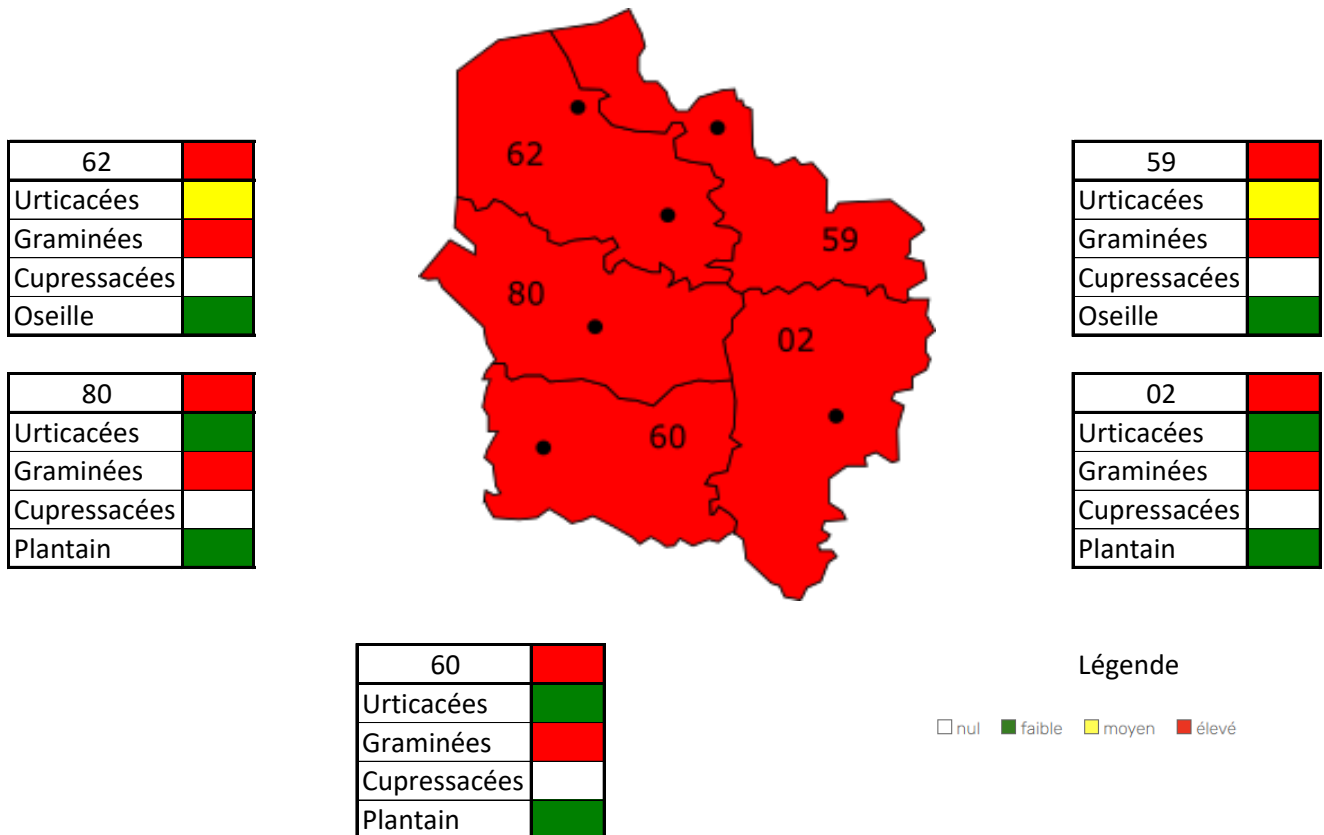 62
Urticacées
Graminées
Cupressacées
Oseille
80
Urticacées
Graminées
Cupressacées
Plantain
62
59
80
02
60
59
Urticacées
Graminées
Cupressacées
Oseille
02
Urticacées
Graminées
Cupressacées
Plantain
60
Urticacées
Graminées
Cupressacées
Plantain
Légende
nul faible moyen élevé